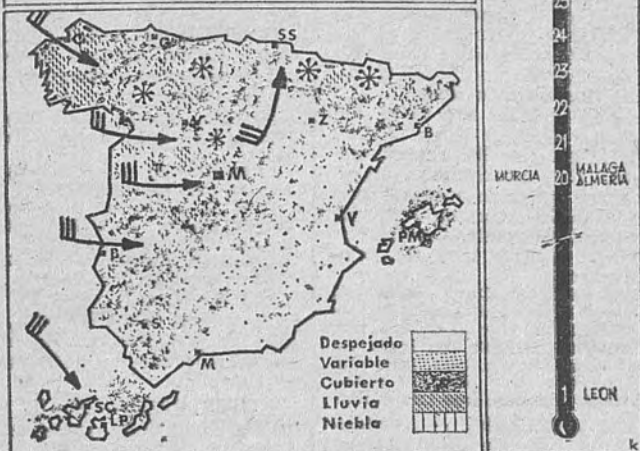 SS
C
G
V
Z
B
M
V
PM
B
S
M
SC
LP
Despejado
Variable
Cubierto
Lluvia
Niebla
25
24
23
22
21
MURCIA 20 MALAGA
ALMERIA
1 LEON
k